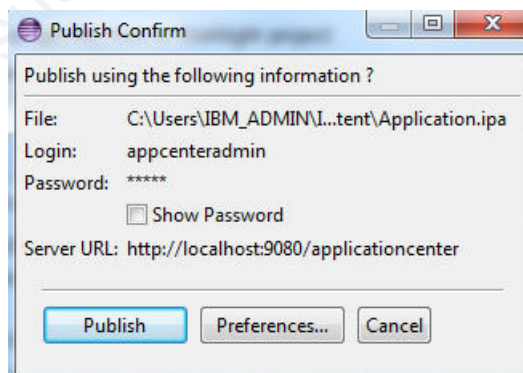 Publish Confirm
Publish using the following information ?
File: C:\Users\IBM_ADMIN\I...tent\Application.ipa
Login: appcenteradmin
Password: *****
Show Password
Server URL: http://localhost:9080/applicationcenter
Publish Preferences... Cancel